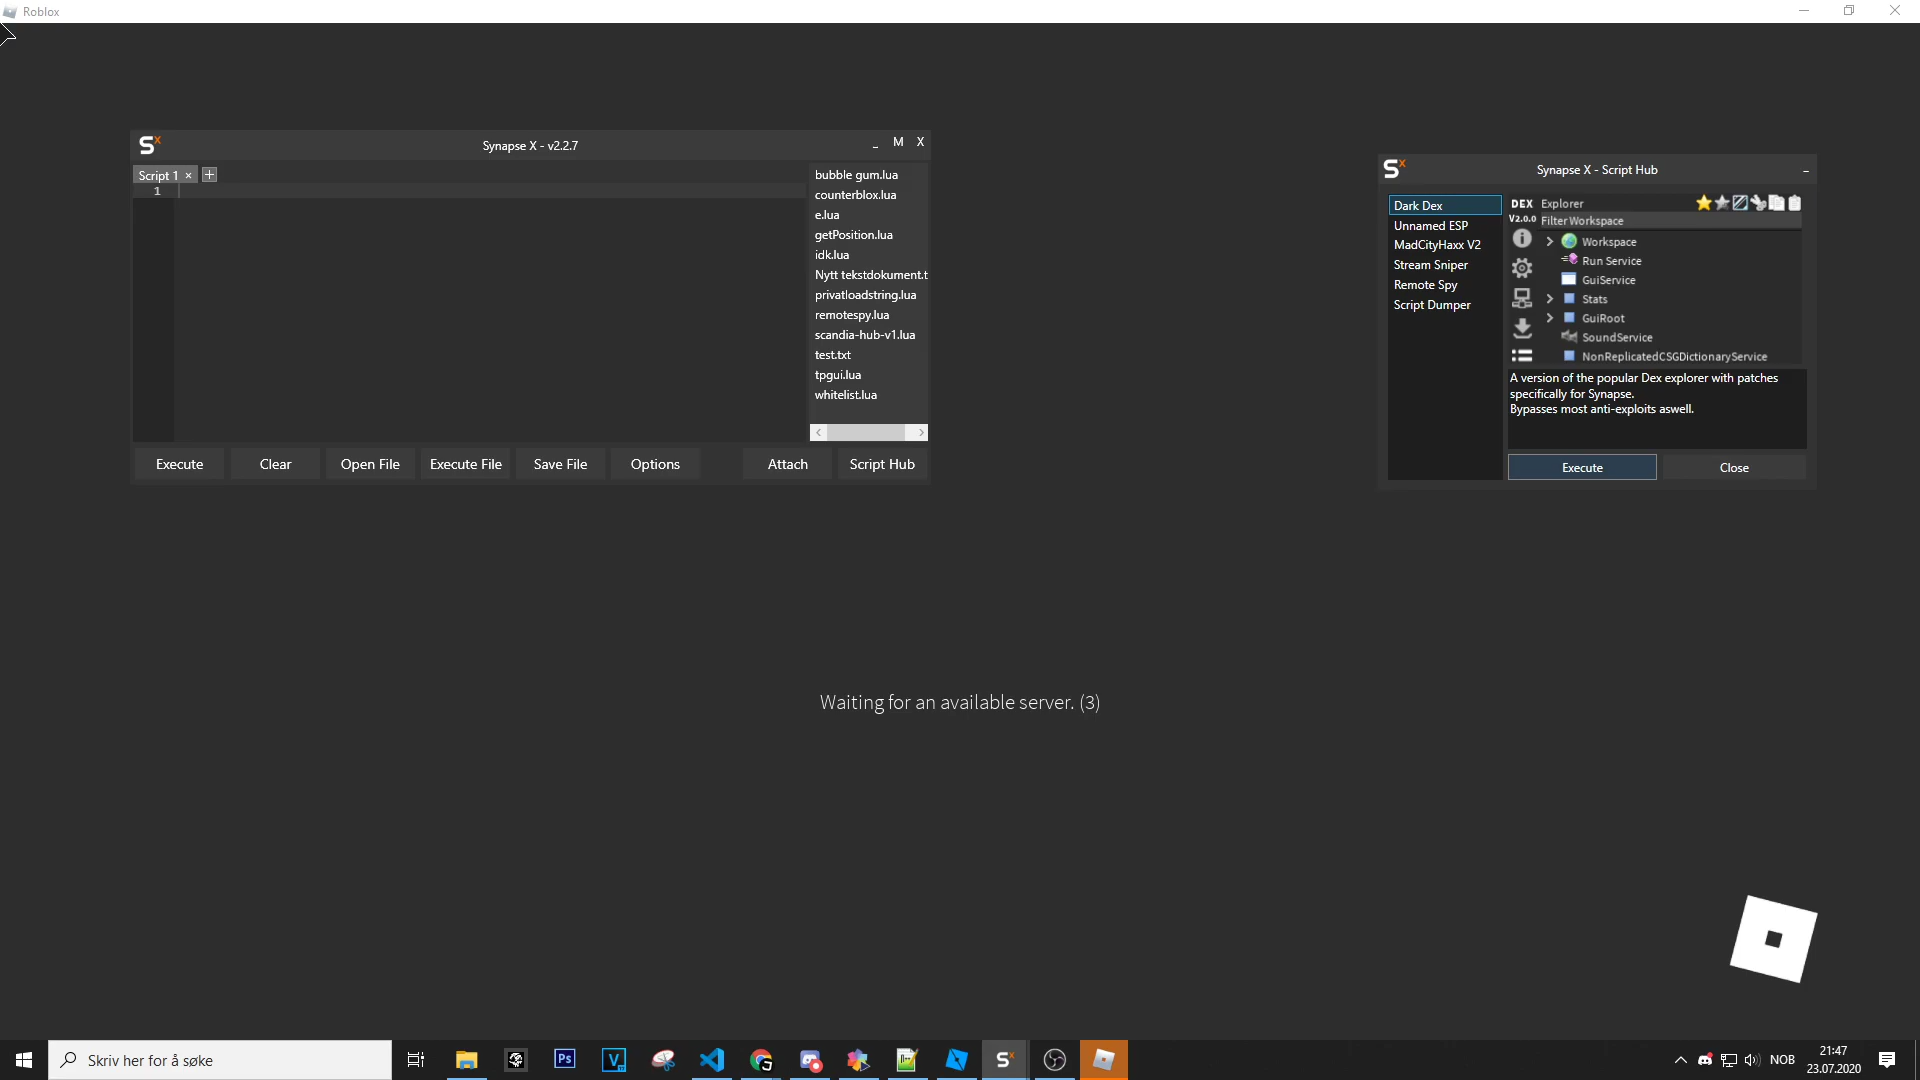 Roblox
Synapse X - v2.2.7
M X
Script 1 ×
1
bubble gum.lua
counterblox.lua
e.lua
getPosition.lua
idk.lua
Nytt tekstdokument.t
privatloadstring.lua
remotespy.lua
scandia-hub-v1.lua
test.txt
tpgui.lua
whitelist.lua
Execute
Clear
Open File
Execute File
Save File
Options
Attach
Script Hub
Synapse X - Script Hub
Dark Dex
Unnamed ESP
MadCityHaxx V2
Stream Sniper
Remote Spy
Script Dumper
DEX
V2.0.0
Explorer
Filter Workspace
Workspace
Run Service
GuiService
Stats
GuiRoot
SoundService
NonReplicatedCSGDictionaryService
A version of the popular Dex explorer with patches
specifically for Synapse.
Bypasses most anti-exploits aswell.
Execute
Close
Waiting for an available server. (3)
Skriv her for å søke
Ps
V
NOB
21:47
23.07.2020